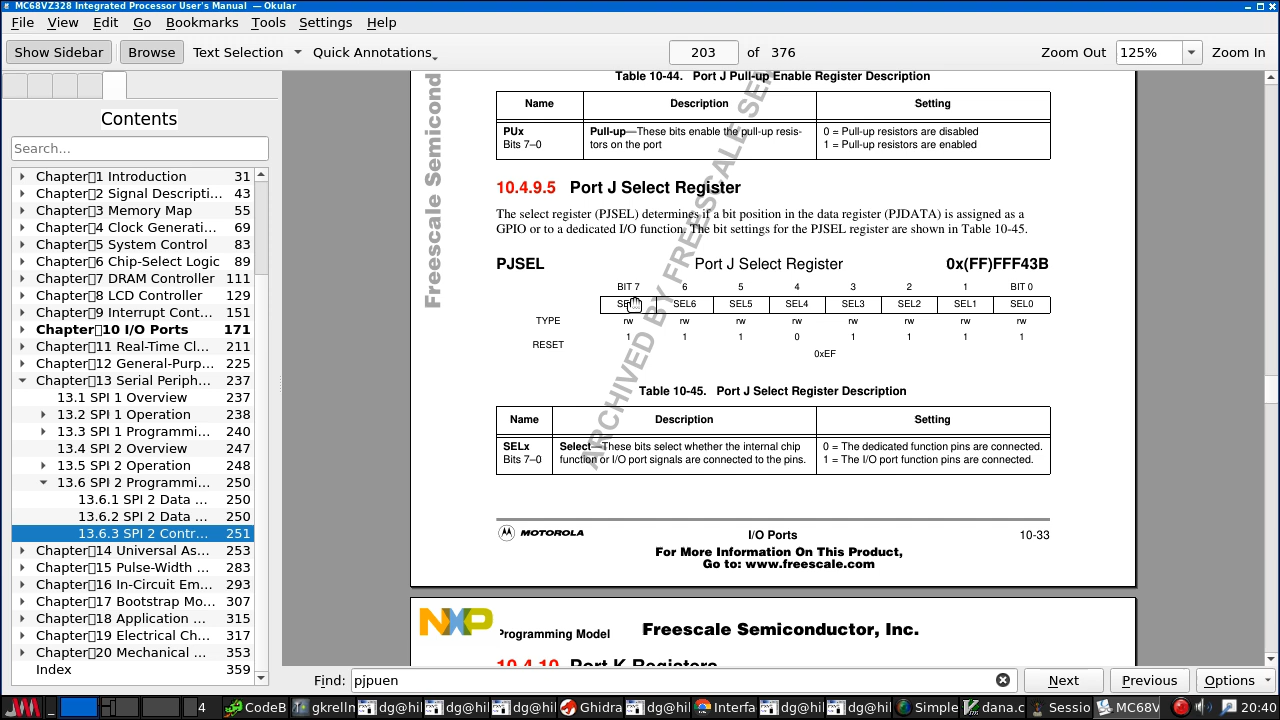 MC68VZ328 Integrated Processor User's Manual — Okular
File View Edit Go Bookmarks Tools Settings Help
Show Sidebar Browse Text Selection Quick Annotations 203 of 376 Zoom Out 125% Zoom In
Contents
Search...
Chapter 1 Introduction 31
Chapter 2 Signal Descripti... 43
Chapter 3 Memory Map 55
Chapter 4 Clock Generati... 69
Chapter 5 System Control 83
Chapter 6 Chip-Select Logic 89
Chapter 7 DRAM Controller 111
Chapter 8 LCD Controller 129
Chapter 9 Interrupt Cont... 151
Chapter 10 I/O Ports 171
Chapter 11 Real-Time Cl... 211
Chapter 12 General-Purp... 225
Chapter 13 Serial Periph... 237
13.1 SPI 1 Overview 237
13.2 SPI 1 Operation 238
13.3 SPI 1 Programmi... 240
13.4 SPI 2 Overview 247
13.5 SPI 2 Operation 248
13.6 SPI 2 Programmi... 250
13.6.1 SPI 2 Data ... 250
13.6.2 SPI 2 Data ... 250
13.6.3 SPI 2 Contr... 251
Chapter 14 Universal As... 253
Chapter 15 Pulse-Width ... 283
Chapter 16 In-Circuit Em... 293
Chapter 17 Bootstrap Mo... 307
Chapter 18 Application ... 315
Chapter 19 Electrical Ch... 317
Chapter 20 Mechanical ... 353
Index 359
Freescale Semicond
ARCHIVED BY FREESCALE SE
Table 10-44. Port J Pull-up Enable Register Description
Name Description Setting
PUx Pull-up—These bits enable the pull-up resis- 0 = Pull-up resistors are disabled
Bits 7–0 tors on the port 1 = Pull-up resistors are enabled
10.4.9.5 Port J Select Register
The select register (PJSEL) determines if a bit position in the data register (PJDATA) is assigned as a
GPIO or to a dedicated I/O function. The bit settings for the PJSEL register are shown in Table 10-45.
PJSEL Port J Select Register 0x(FF)FFF43B
BIT 7 6 5 4 3 2 1 BIT 0
SEL6 SEL5 SEL4 SEL3 SEL2 SEL1 SEL0
TYPE rw rw rw rw rw rw rw rw
RESET 1 1 1 0 1 1 1 1
0xEF
Table 10-45. Port J Select Register Description
Name Description Setting
SELx Select—These bits select whether the internal chip 0 = The dedicated function pins are connected.
Bits 7–0 function or I/O port signals are connected to the pins. 1 = The I/O port function pins are connected.
MOTOROLA I/O Ports 10-33
For More Information On This Product,
Go to: www.freescale.com
NXP Programming Model Freescale Semiconductor, Inc.
10.4.10 Port K Registers
Find: pjpuen Next Previous Options
4 CodeB gkrelln dg@hil dg@hil dg@hil Ghidra dg@hil Interfa dg@hil dg@hil Simple dana.c Sessio MC68V 20:40